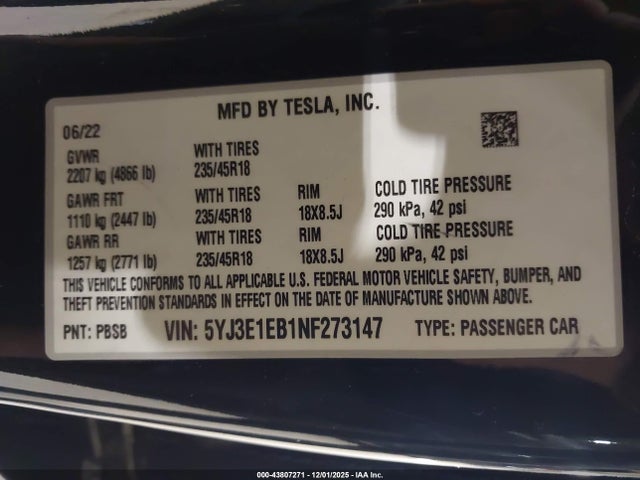 MFD BY TESLA, INC.
06/22
GVWR WITH TIRES
2207 kg (4866 lb) 235/45R18
GAWR FRT WITH TIRES RIM COLD TIRE PRESSURE
1110 kg (2447 lb) 235/45R18 18X8.5J 290 kPa, 42 psi
GAWR RR WITH TIRES RIM COLD TIRE PRESSURE
1257 kg (2771 lb) 235/45R18 18X8.5J 290 kPa, 42 psi
THIS VEHICLE CONFORMS TO ALL APPLICABLE U.S. FEDERAL MOTOR VEHICLE SAFETY, BUMPER, AND
THEFT PREVENTION STANDARDS IN EFFECT ON THE DATE OF MANUFACTURE SHOWN ABOVE.
PNT: PBSB VIN: 5YJ3E1EB1NF273147 TYPE: PASSENGER CAR
000-43807271 - 12/01/2025 - IAA Inc.